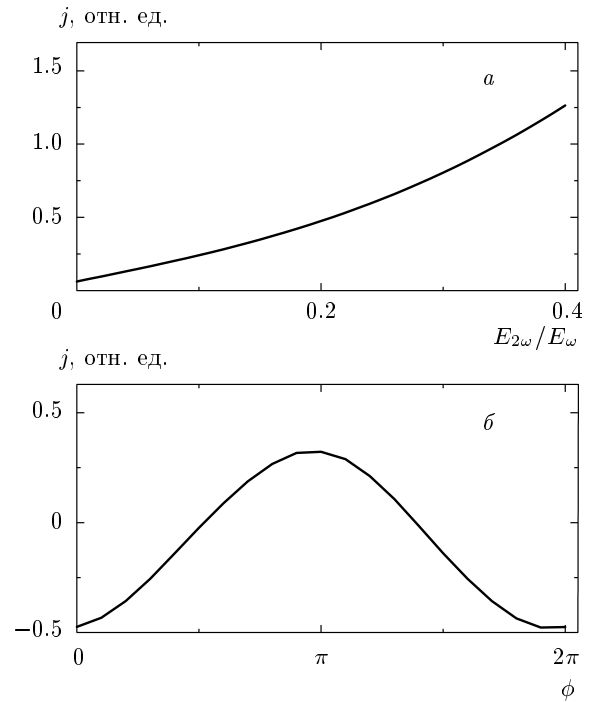 j, отн. ед.
1.5
а
1.0
0.5
0
0.2
0.4
E₂ω/Eω
j, отн. ед.
0.5
б
0
−0.5
0
π
2π
ϕ